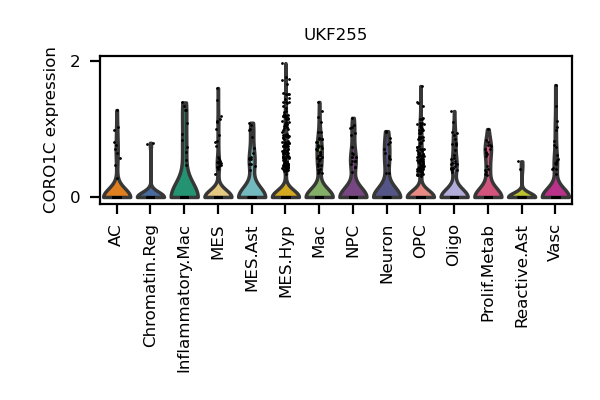 UKF255
CORO1C expression
2
0
AC
Chromatin.Reg
Inflammatory.Mac
MES
MES.Ast
MES.Hyp
Mac
NPC
Neuron
OPC
Oligo
Prolif.Metab
Reactive.Ast
Vasc